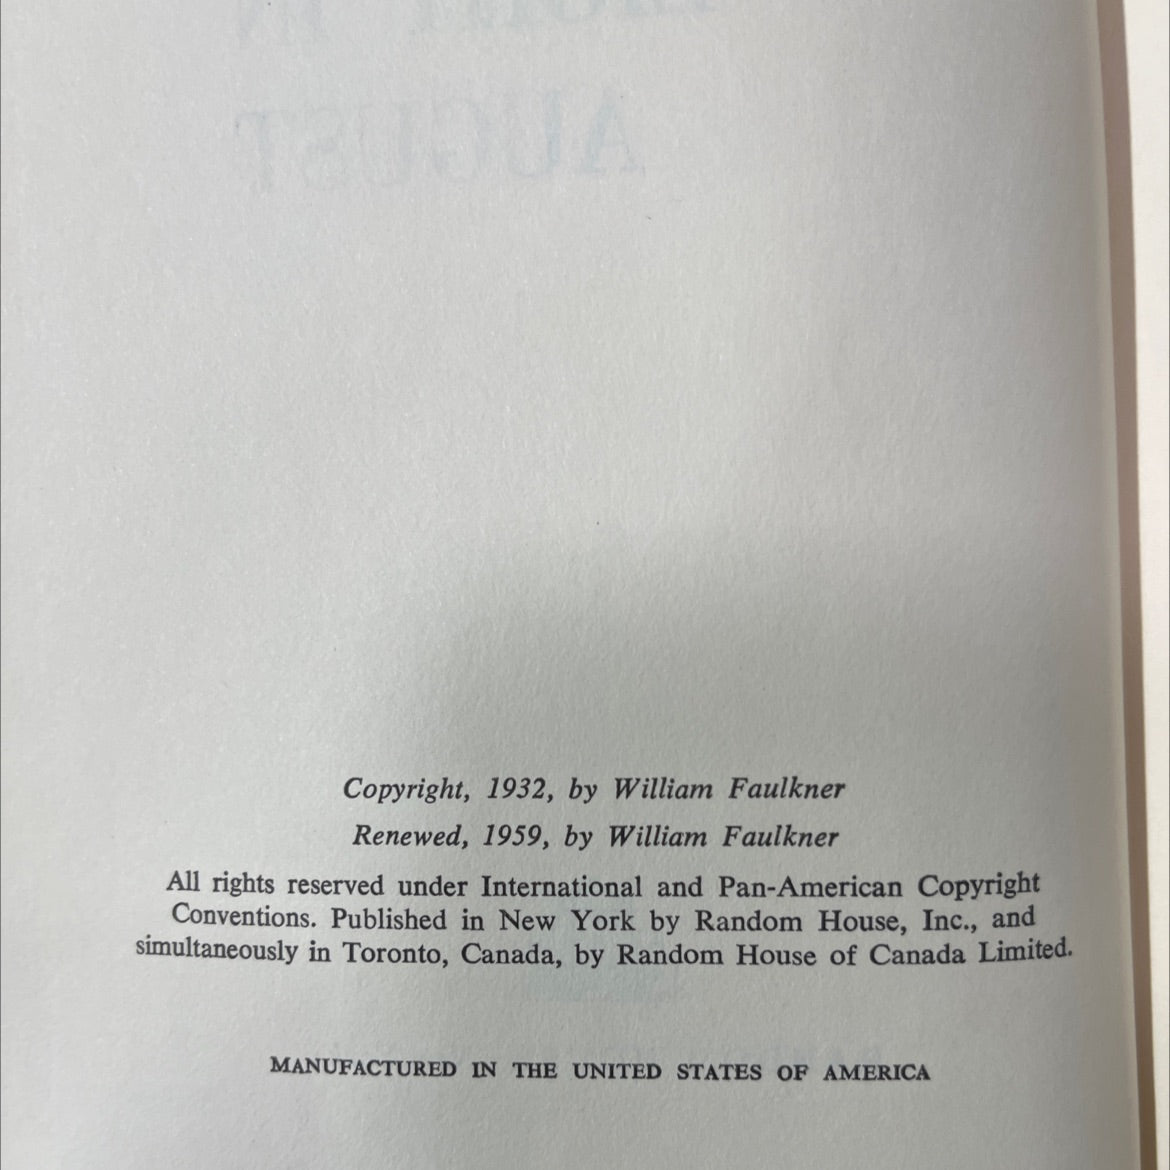 AUGUST
Copyright, 1932, by William Faulkner
Renewed, 1959, by William Faulkner
All rights reserved under International and Pan-American Copyright
Conventions. Published in New York by Random House, Inc., and
simultaneously in Toronto, Canada, by Random House of Canada Limited.
MANUFACTURED IN THE UNITED STATES OF AMERICA